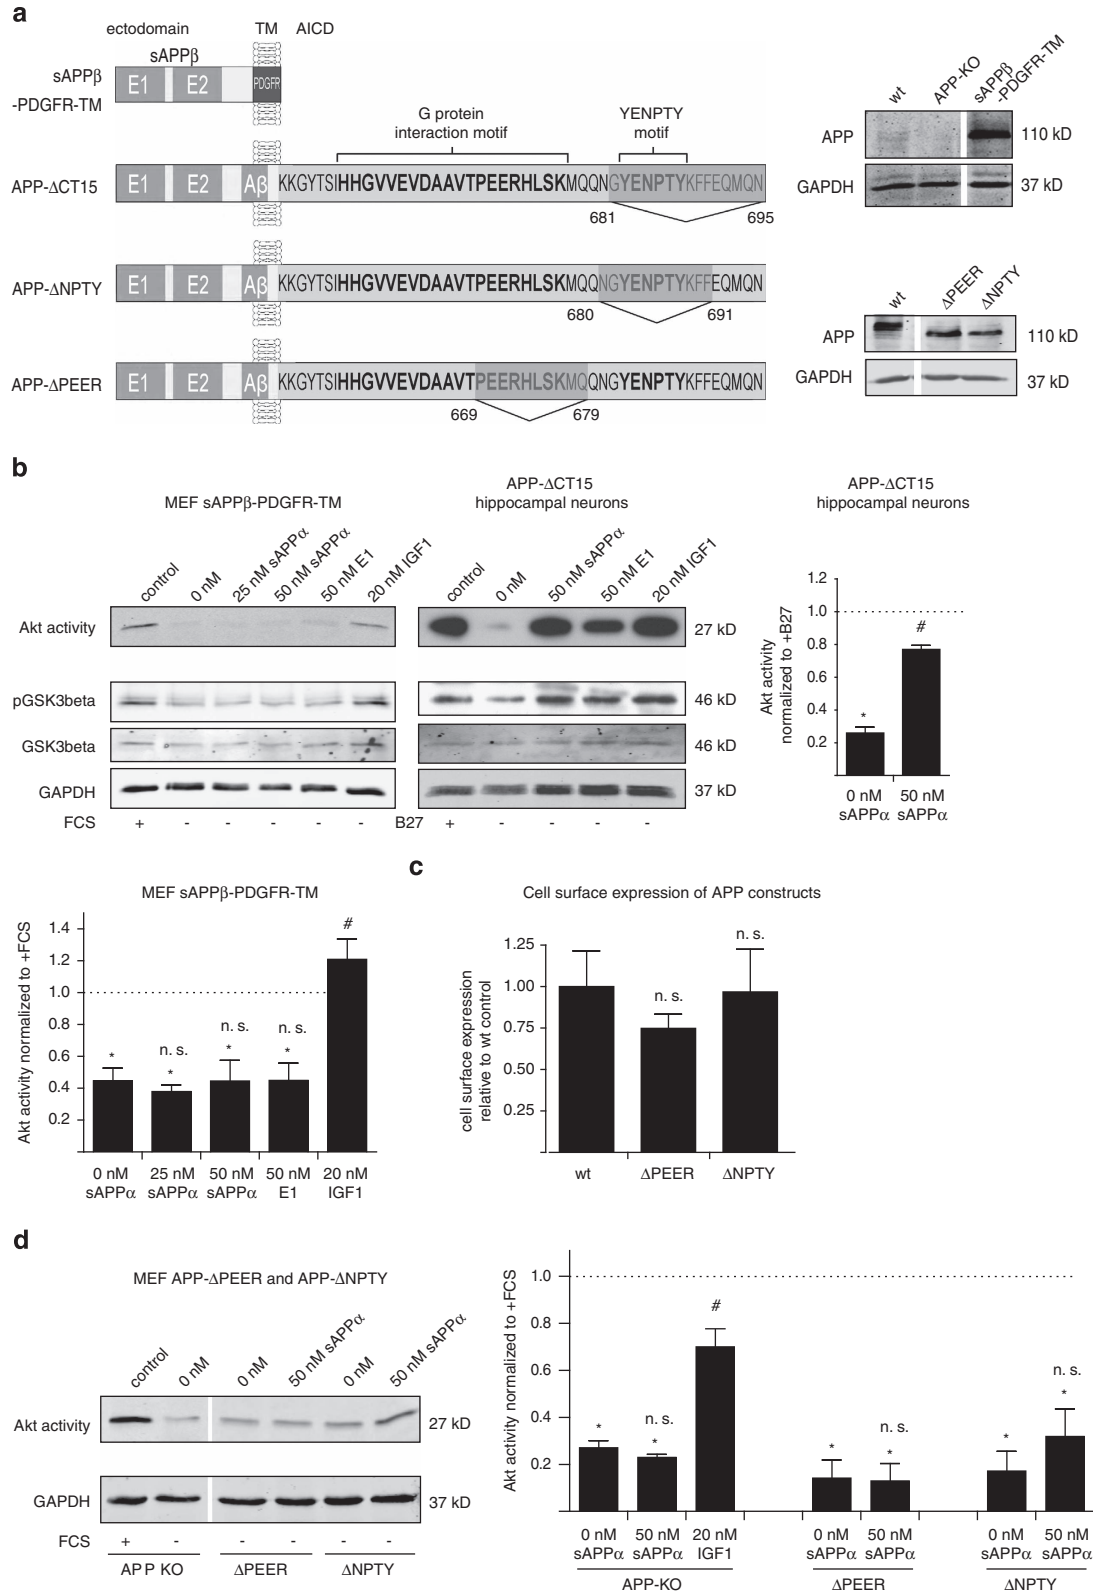 a
ectodomain TM AICD
sAPPβ
sAPPβ
-PDGFR-TM
E1 E2 PDGFR
G protein
interaction motif
YENPTY
motif
APP-ΔCT15
E1 E2 Aβ KKGYTSIHHGVVEVDAAVTPEERHLSKMQQNGYENPTYKFFEQMQN
681 695
APP-ΔNPTY
E1 E2 Aβ KKGYTSIHHGVVEVDAAVTPEERHLSKMQQNGYENPTYKFFEQMQN
680 691
APP-ΔPEER
E1 E2 Aβ KKGYTSIHHGVVEVDAAVTPEERHLSKMQQNGYENPTYKFFEQMQN
669 679
wt APP-KO sAPPβ
-PDGFR-TM
APP 110 kD
GAPDH 37 kD
wt ΔPEER ΔNPTY
APP 110 kD
GAPDH 37 kD
b
MEF sAPPβ-PDGFR-TM
control 0 nM 25 nM sAPPα 50 nM sAPPα 50 nM E1 20 nM IGF1
APP-ΔCT15
hippocampal neurons
control 0 nM 50 nM sAPPα 50 nM E1 20 nM IGF1
Akt activity 27 kD
pGSK3beta 46 kD
GSK3beta 46 kD
GAPDH 37 kD
FCS + - - - - - B27 + - - - -
APP-ΔCT15
hippocampal neurons
Akt activity
normalized to +B27
1.2
1.0
0.8
0.6
0.4
0.2
* #
0 nM
sAPPα
50 nM
sAPPα
MEF sAPPβ-PDGFR-TM
Akt activity normalized to +FCS
1.4
1.2
1.0
0.8
0.6
0.4
0.2
*
n. s.
*
n. s.
*
n. s.
*
#
0 nM
sAPPα
25 nM
sAPPα
50 nM
sAPPα
50 nM
E1
20 nM
IGF1
c
Cell surface expression of APP constructs
cell surface expression
relative to wt control
1.25
1.00
0.75
0.50
0.25
n. s.
n. s.
wt ΔPEER ΔNPTY
d
MEF APP-ΔPEER and APP-ΔNPTY
control 0 nM 0 nM 50 nM sAPPα 0 nM 50 nM sAPPα
Akt activity 27 kD
GAPDH 37 kD
FCS + - - - - -
APP KO ΔPEER ΔNPTY
Akt activity normalized to +FCS
1.0
0.8
0.6
0.4
0.2
*
n. s.
*
#
*
n. s.
*
*
n. s.
*
0 nM
sAPPα
50 nM
sAPPα
20 nM
IGF1
0 nM
sAPPα
50 nM
sAPPα
0 nM
sAPPα
50 nM
sAPPα
APP-KO ΔPEER ΔNPTY